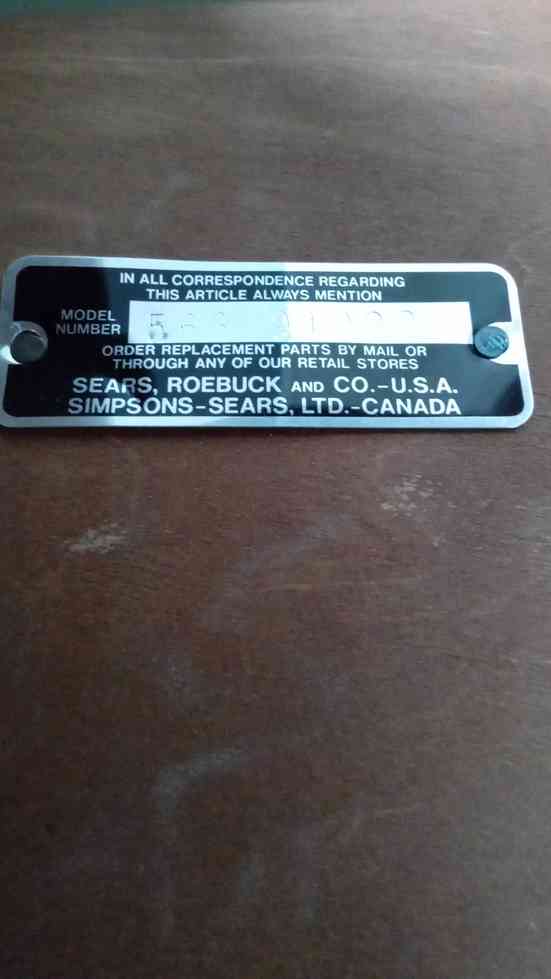 IN ALL CORRESPONDENCE REGARDING
THIS ARTICLE ALWAYS MENTION
MODEL
NUMBER
ORDER REPLACEMENT PARTS BY MAIL OR
THROUGH ANY OF OUR RETAIL STORES
SEARS, ROEBUCK AND CO.-U.S.A.
SIMPSONS-SEARS, LTD.-CANADA